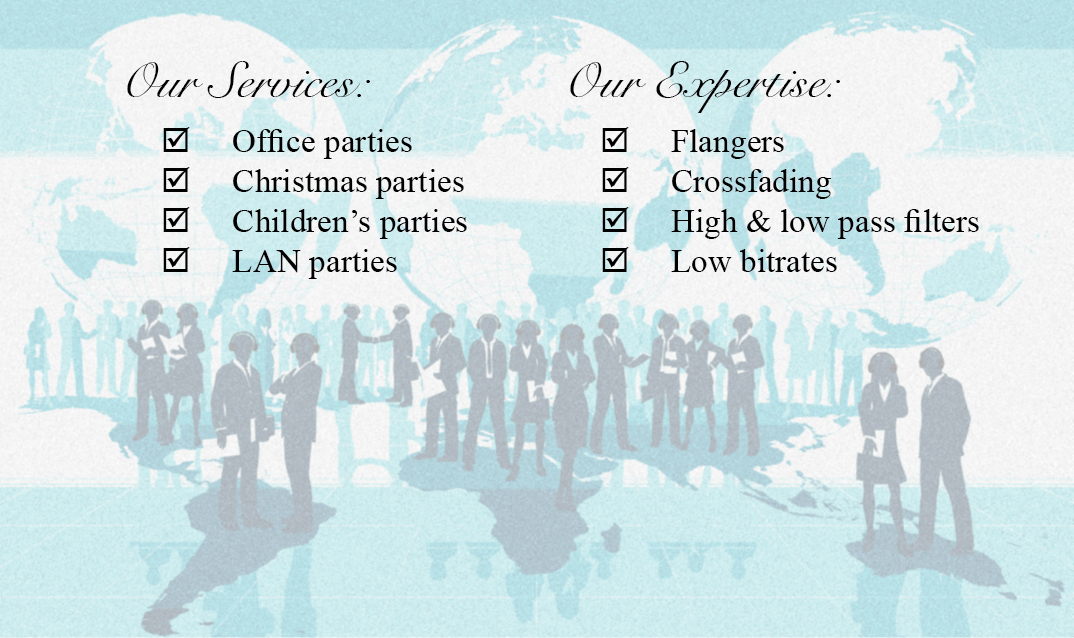 Our Services:
☑ Office parties
☑ Christmas parties
☑ Children’s parties
☑ LAN parties
Our Expertise:
☑ Flangers
☑ Crossfading
☑ High & low pass filters
☑ Low bitrates